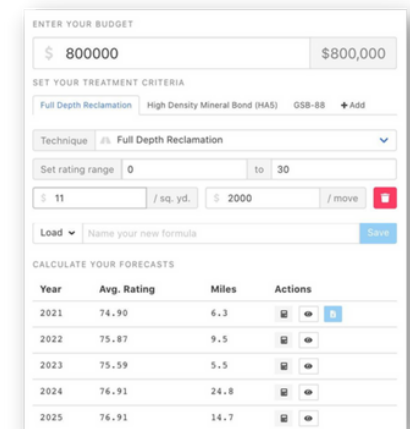 ENTER YOUR BUDGET
$ 800000 $800,000
SET YOUR TREATMENT CRITERIA
Full Depth Reclamation High Density Mineral Bond (HA5) GSB-88 + Add
Technique Full Depth Reclamation
Set rating range 0 to 30
$ 11 / sq. yd. $ 2000 / move
Load Name your new formula Save
CALCULATE YOUR FORECASTS
Year Avg. Rating Miles Actions
2021 74.90 6.3
2022 75.87 9.5
2023 75.59 5.5
2024 76.91 24.8
2025 76.91 14.7